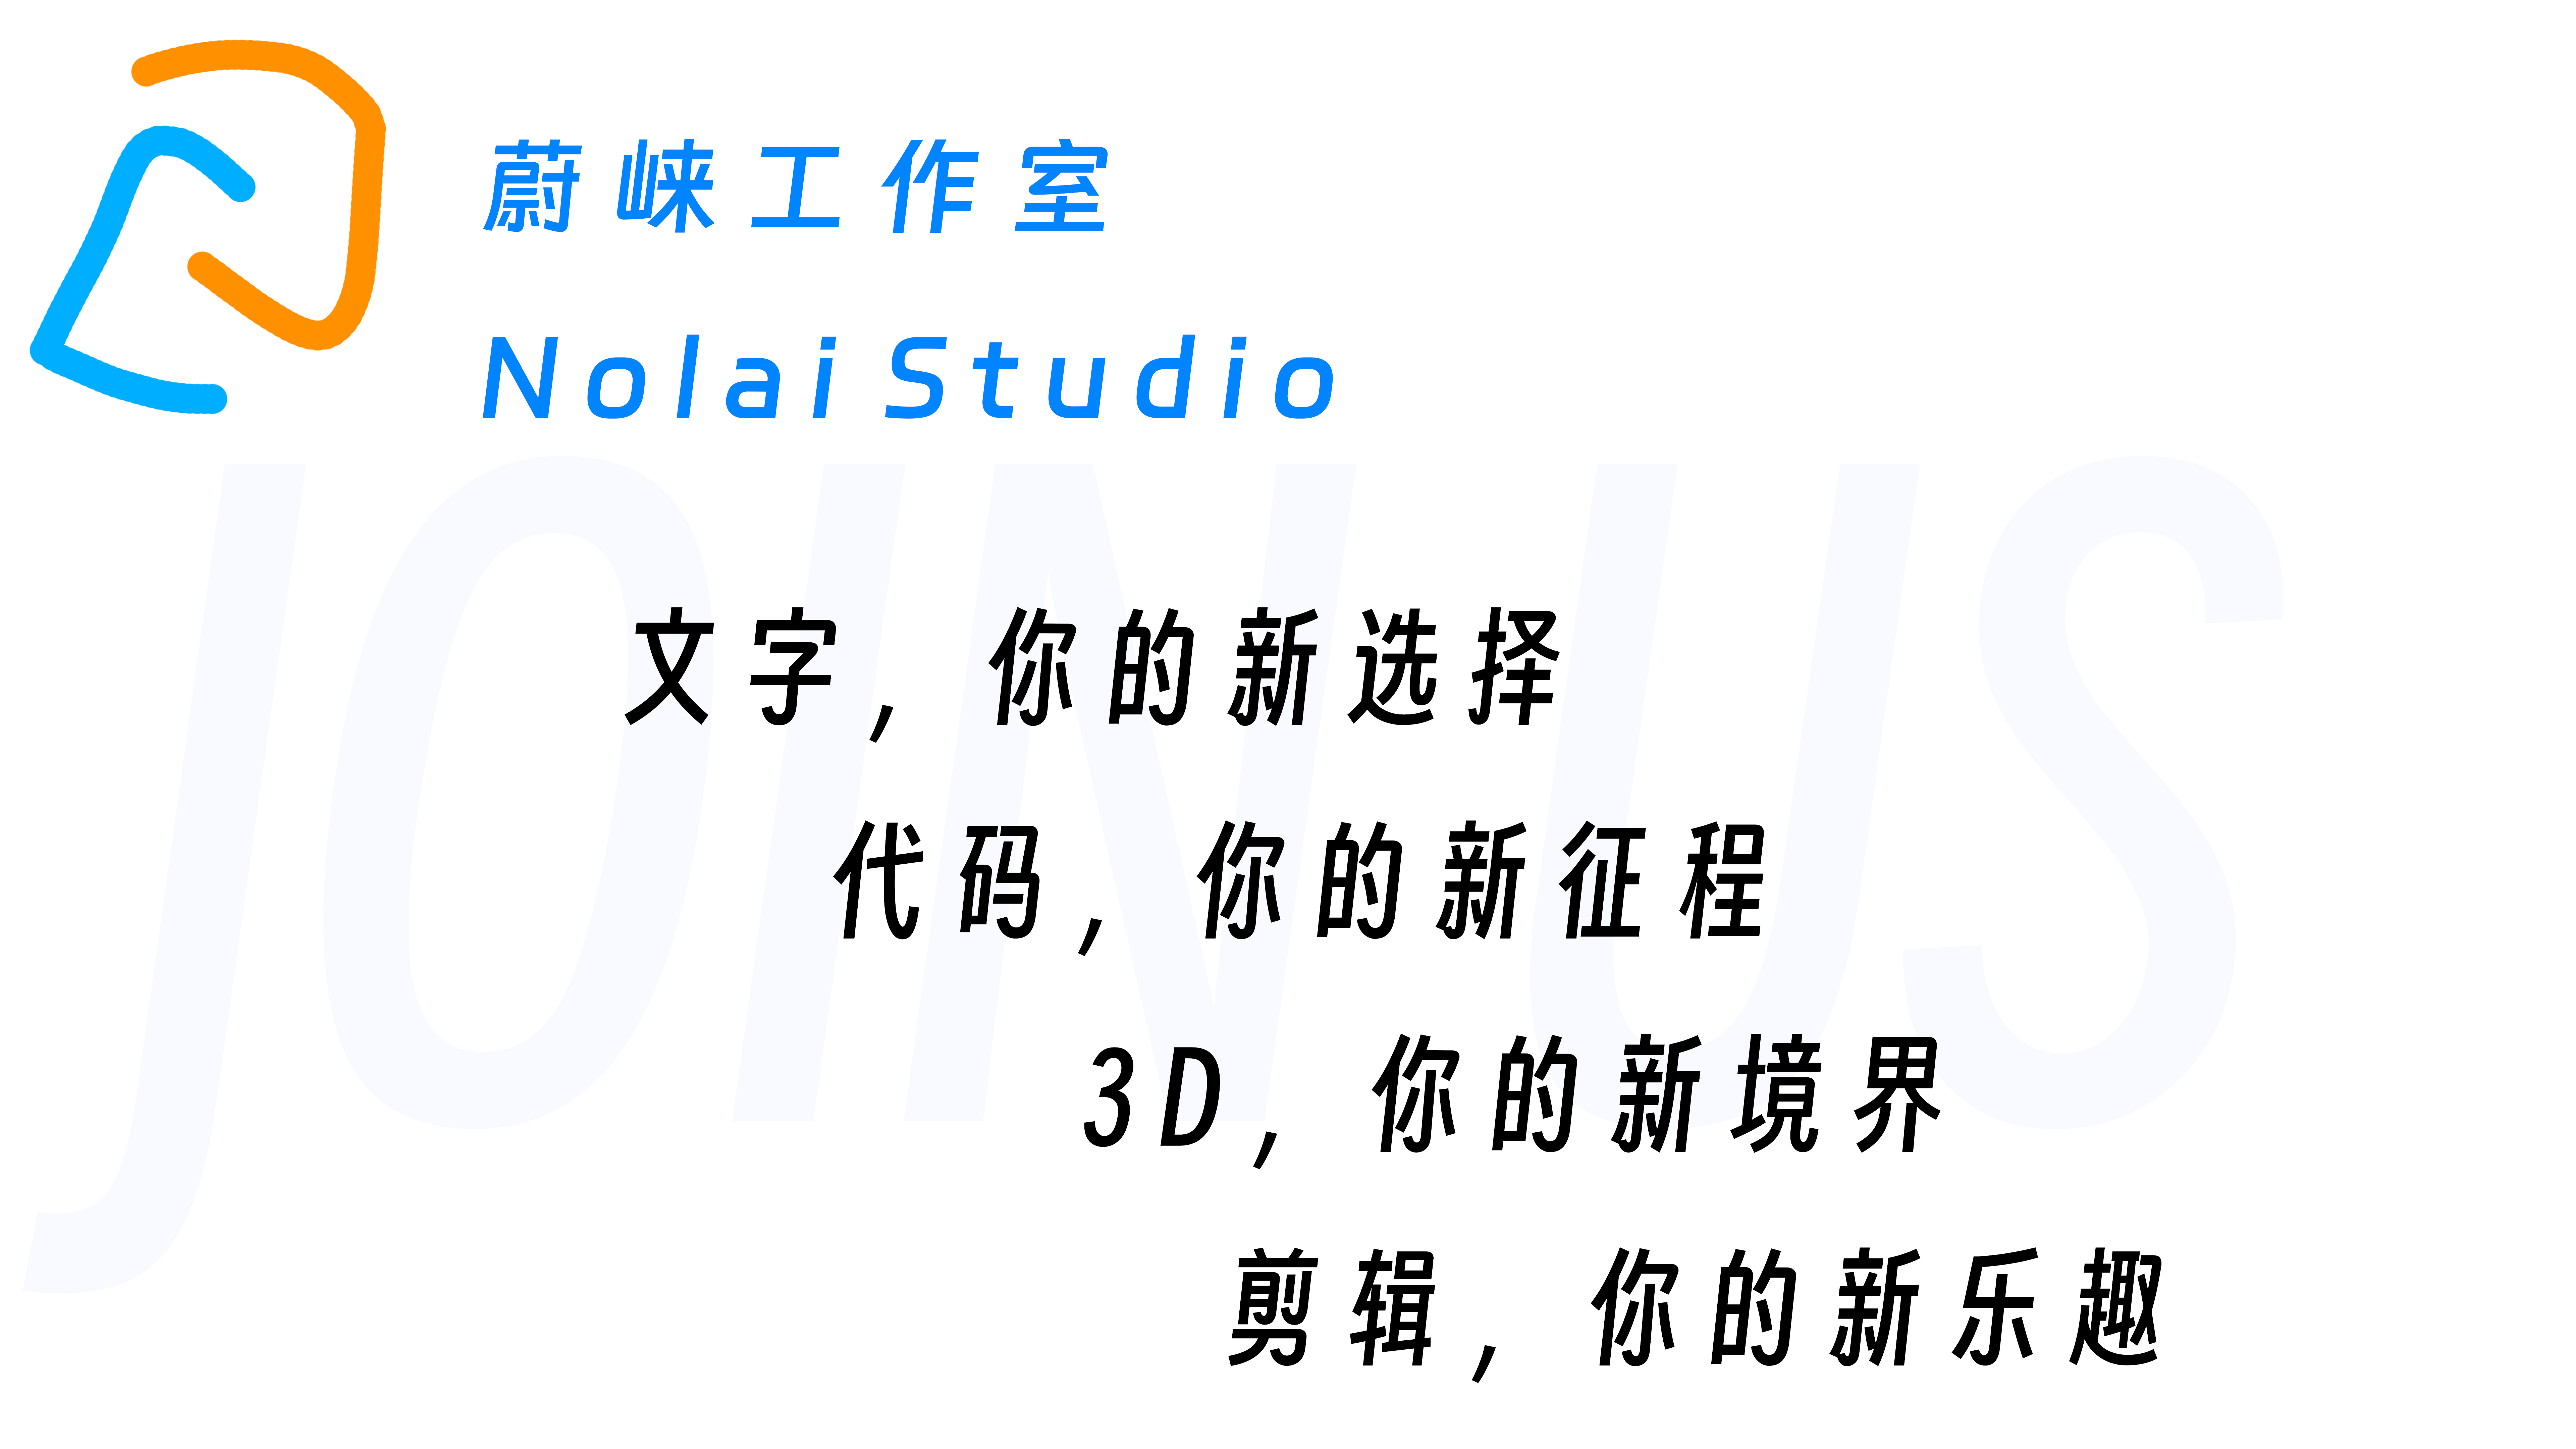 蔚崃工作室
Nolai Studio
JOIN US
文字，你的新选择
代码，你的新征程
3D，你的新境界
剪辑，你的新乐趣